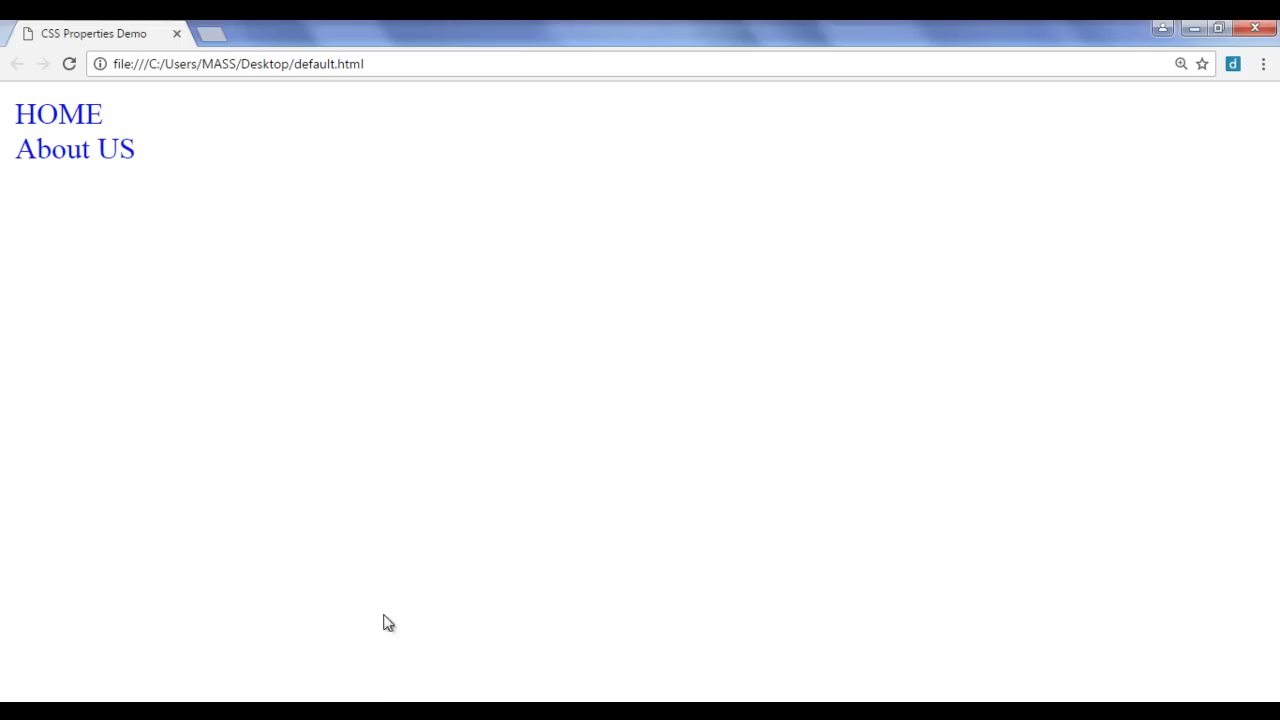 CSS Properties Demo
file:///C:/Users/MASS/Desktop/default.html
d
HOME
About US